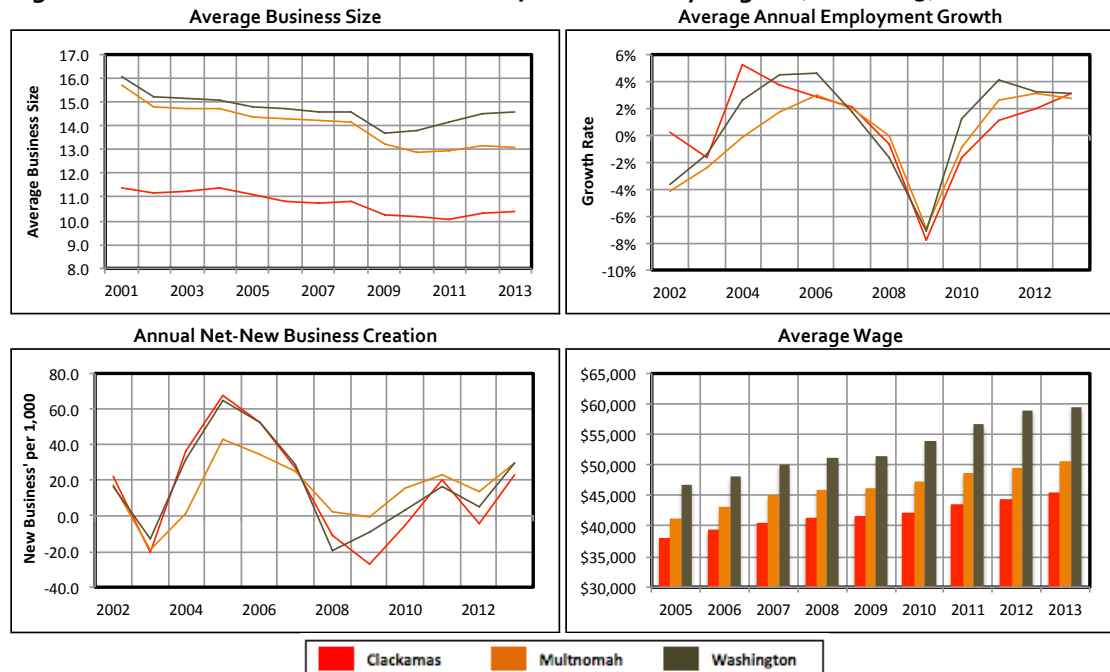 Average Business Size
17.0
16.0
15.0
14.0
13.0
12.0
11.0
10.0
9.0
8.0
Average Business Size
2001 2003 2005 2007 2009 2011 2013
Average Annual Employment Growth
6%
4%
2%
0%
-2%
-4%
-6%
-8%
-10%
Growth Rate
2002 2004 2006 2008 2010 2012
Annual Net-New Business Creation
80.0
60.0
40.0
20.0
0.0
-20.0
-40.0
New Business' per 1,000
2002 2004 2006 2008 2010 2012
Average Wage
$65,000
$60,000
$55,000
$50,000
$45,000
$40,000
$35,000
$30,000
2005 2006 2007 2008 2009 2010 2011 2012 2013
Clackamas Multnomah Washington